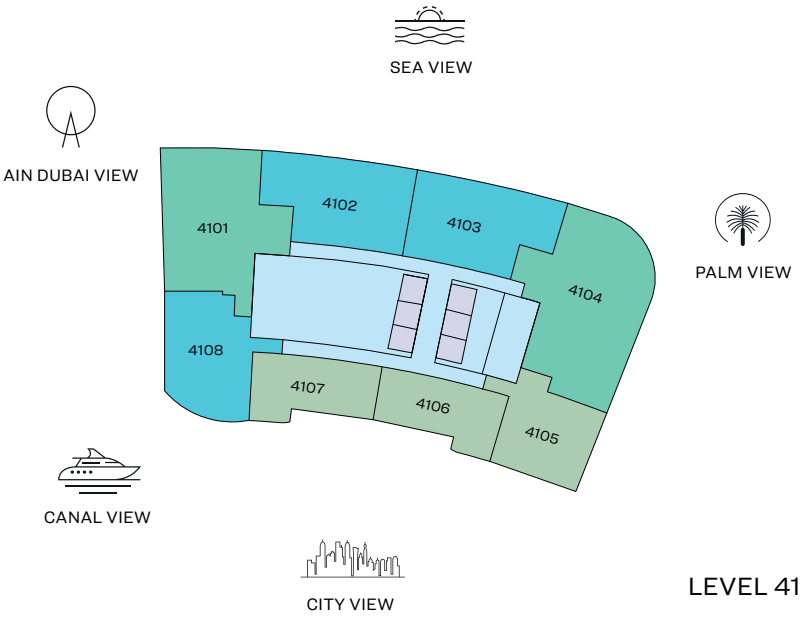 SEA VIEW
AIN DUBAI VIEW
4102
4101
4103
PALM VIEW
4104
4108
4107
4106
4105
CANAL VIEW
LEVEL 41
CITY VIEW